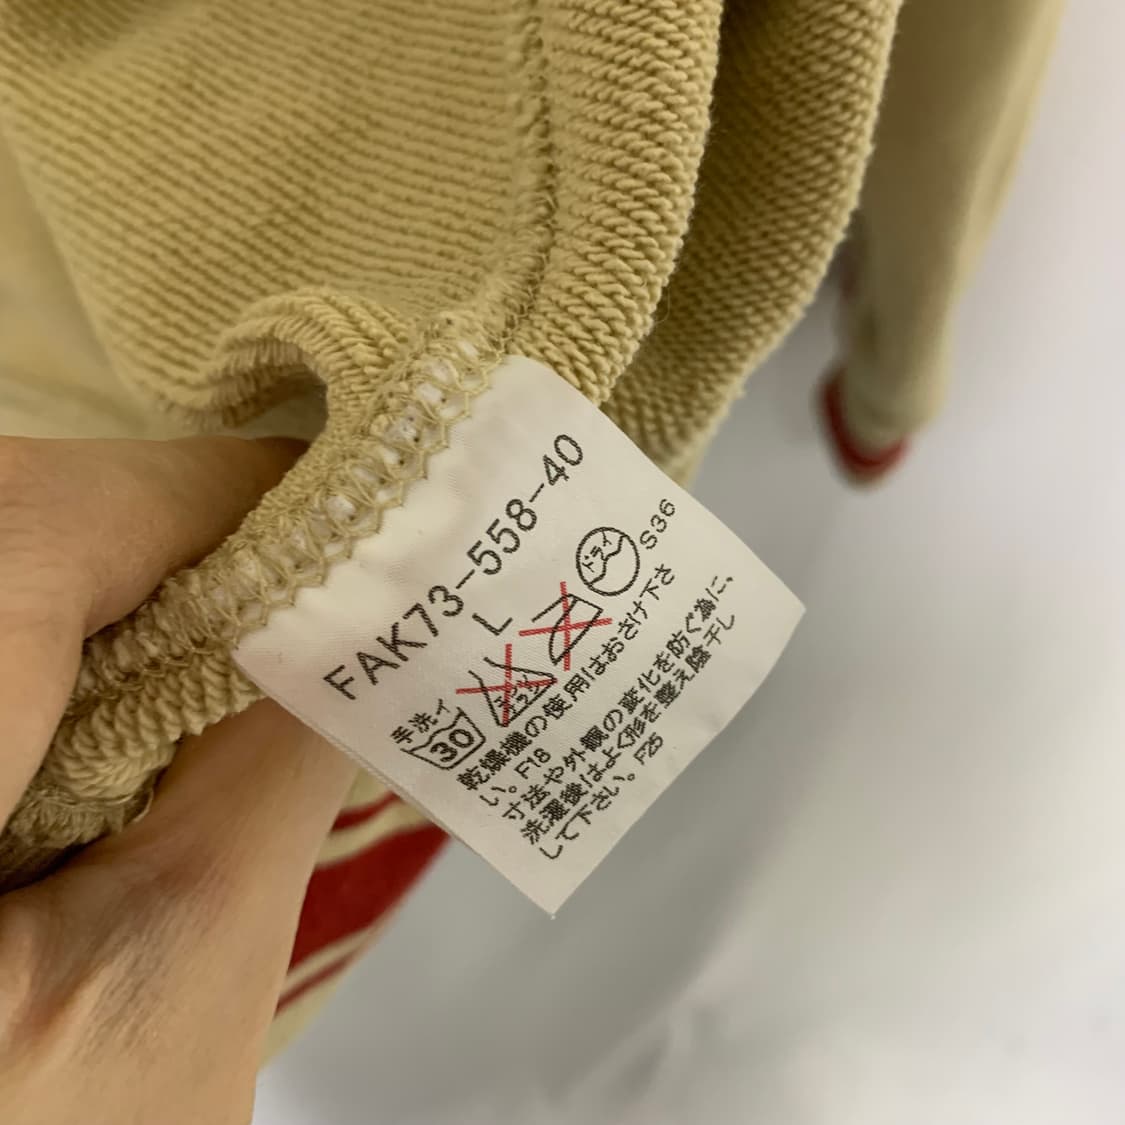 FAK73-558-40
L
手洗イ
30
エンソ
ドライ
S36
乾燥機の使用はおさけ下さ
い。F18
寸法や外観の変化を防ぐ為に、
洗濯後はよく形を整え陰干し
して下さい。F25